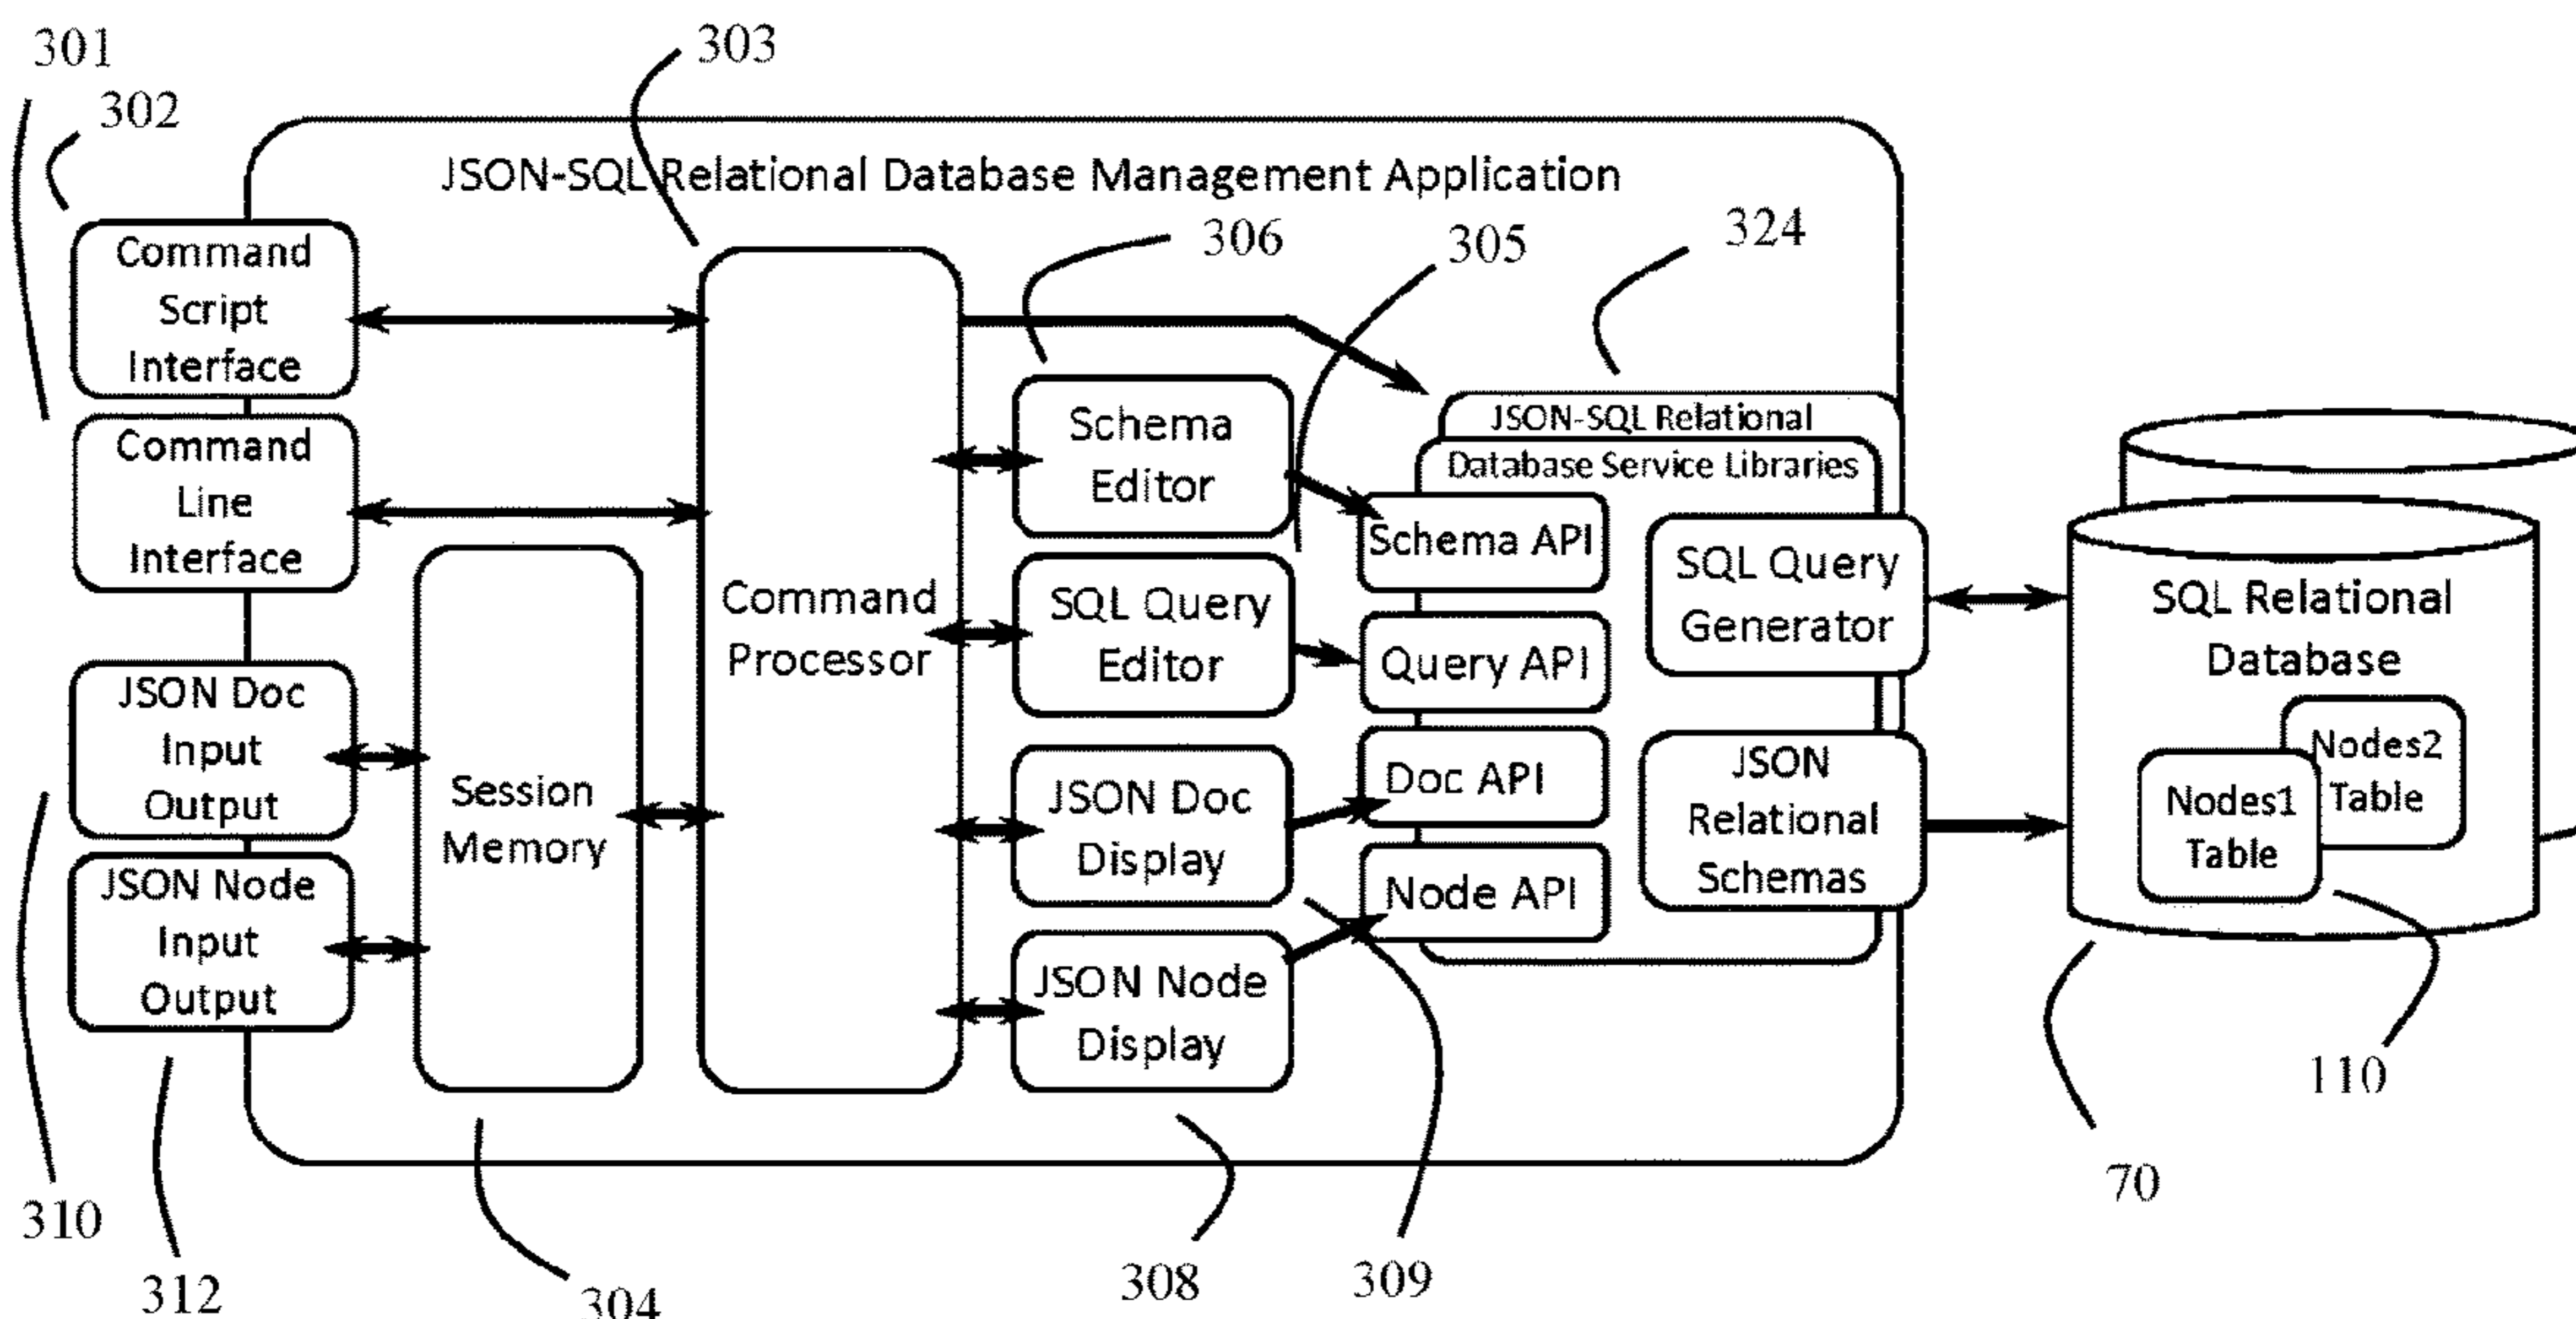 301
302
303
JSON-SQL Relational Database Management Application
306
305
324
Command
Script
Interface
Command
Line
Interface
JSON Doc
Input
Output
JSON Node
Input
Output
Session
Memory
Command
Processor
Schema
Editor
SQL Query
Editor
JSON Doc
Display
JSON Node
Display
JSON-SQL Relational
Database Service Libraries
Schema API
Query API
Doc API
Node API
SQL Query
Generator
JSON
Relational
Schemas
SQL Relational
Database
Nodes2
Table
Nodes1
Table
110
70
310
312
304
308
309